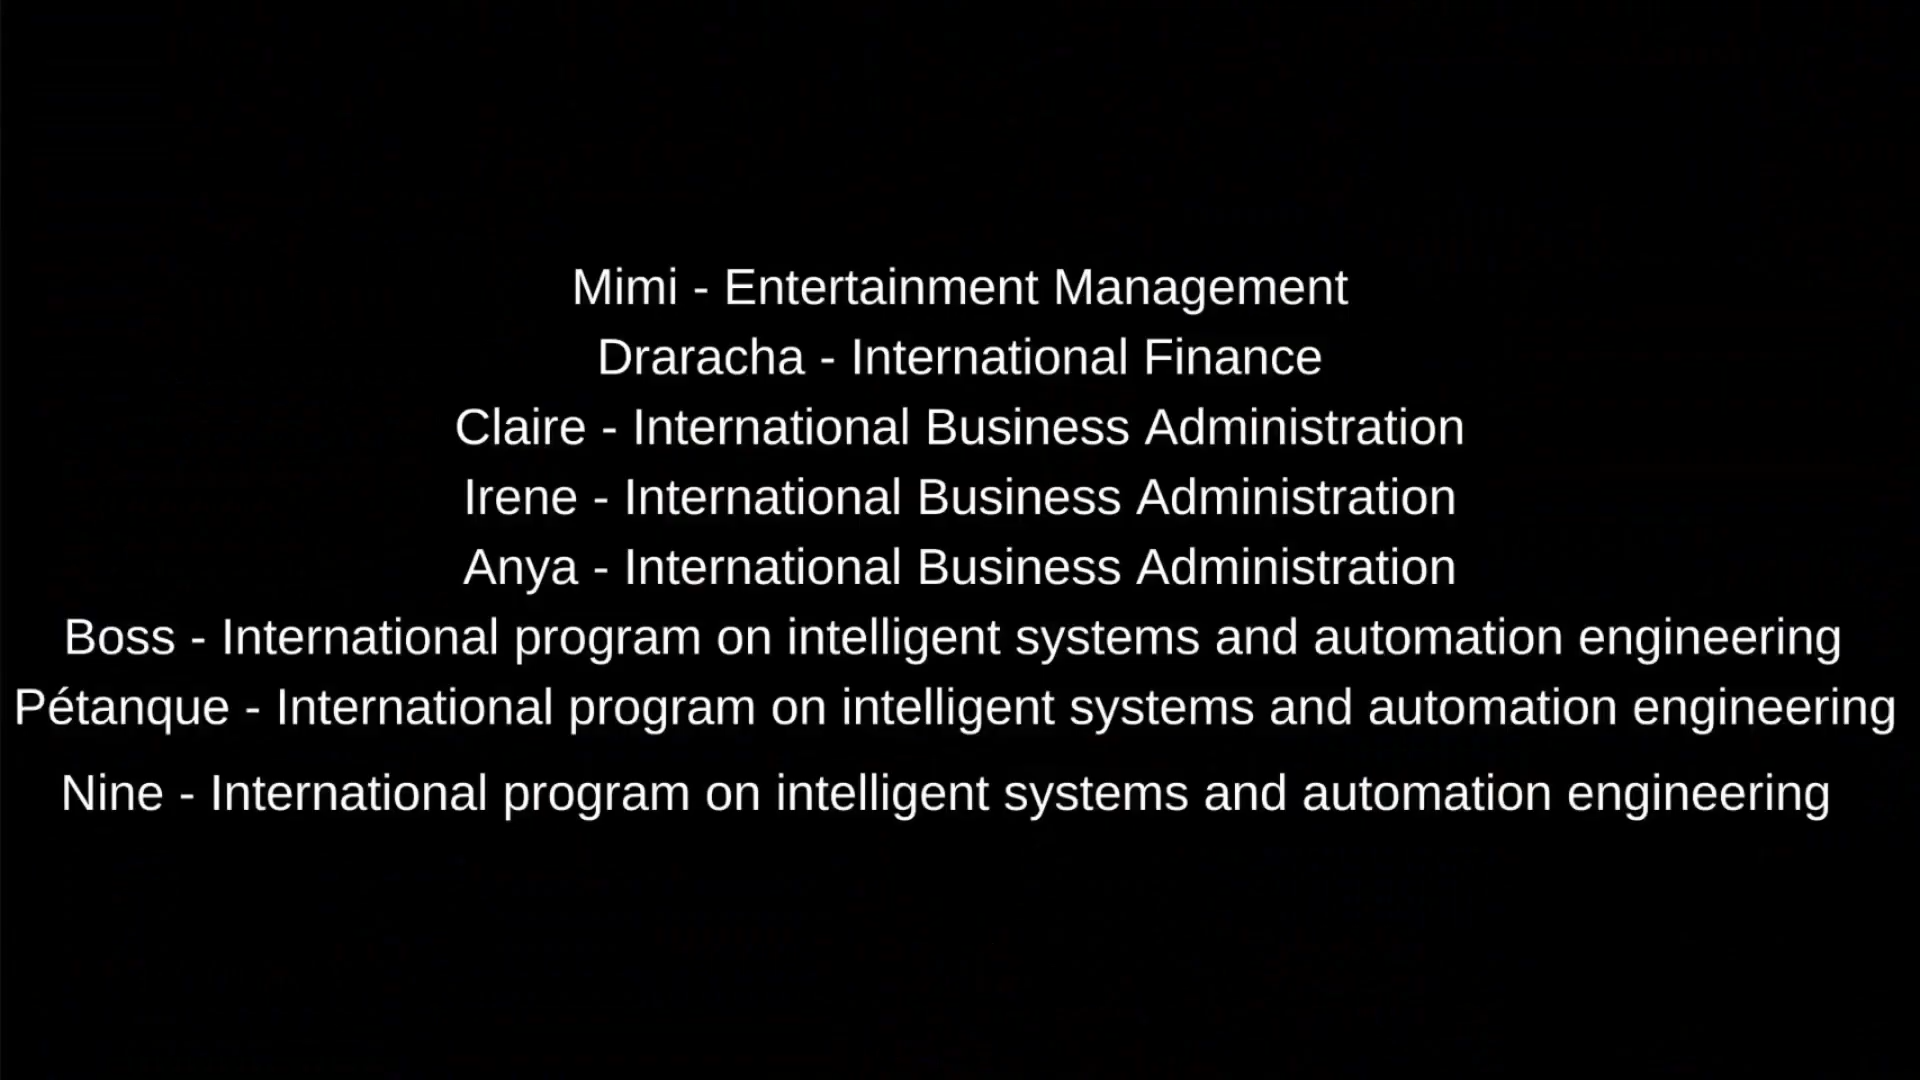 Mimi - Entertainment Management
Draracha - International Finance
Claire - International Business Administration
Irene - International Business Administration
Anya - International Business Administration
Boss - International program on intelligent systems and automation engineering
Pétanque - International program on intelligent systems and automation engineering
Nine - International program on intelligent systems and automation engineering